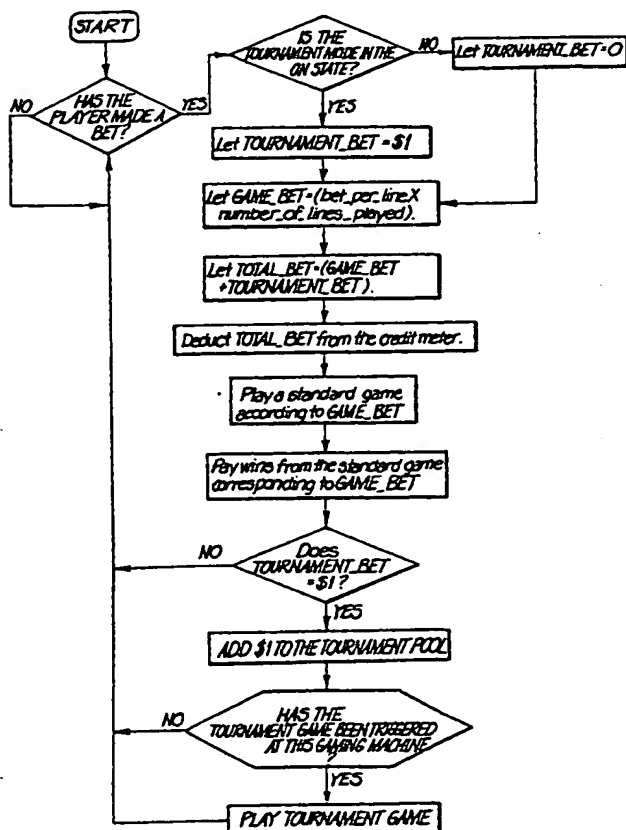 START
HAS THE
PLAYER MADE A
BET?
NO
YES
IS THE
TOURNAMENT MODE IN THE
ON STATE?
NO
Let TOURNAMENT_BET=0
YES
Let TOURNAMENT_BET = $1
Let GAME_BET=(bet_per_line X
number_of_lines_played).
Let TOTAL_BET=(GAME_BET
+TOURNAMENT_BET).
Deduct TOTAL_BET from the credit meter.
Play a standard game
according to GAME_BET
Pay wins from the standard game
corresponding to GAME_BET
NO
Does
TOURNAMENT_BET
= $1?
YES
ADD $1 TO THE TOURNAMENT POOL
NO
HAS THE
TOURNAMENT GAME BEEN TRIGGERED
AT THIS GAMING MACHINE
?
YES
PLAY TOURNAMENT GAME